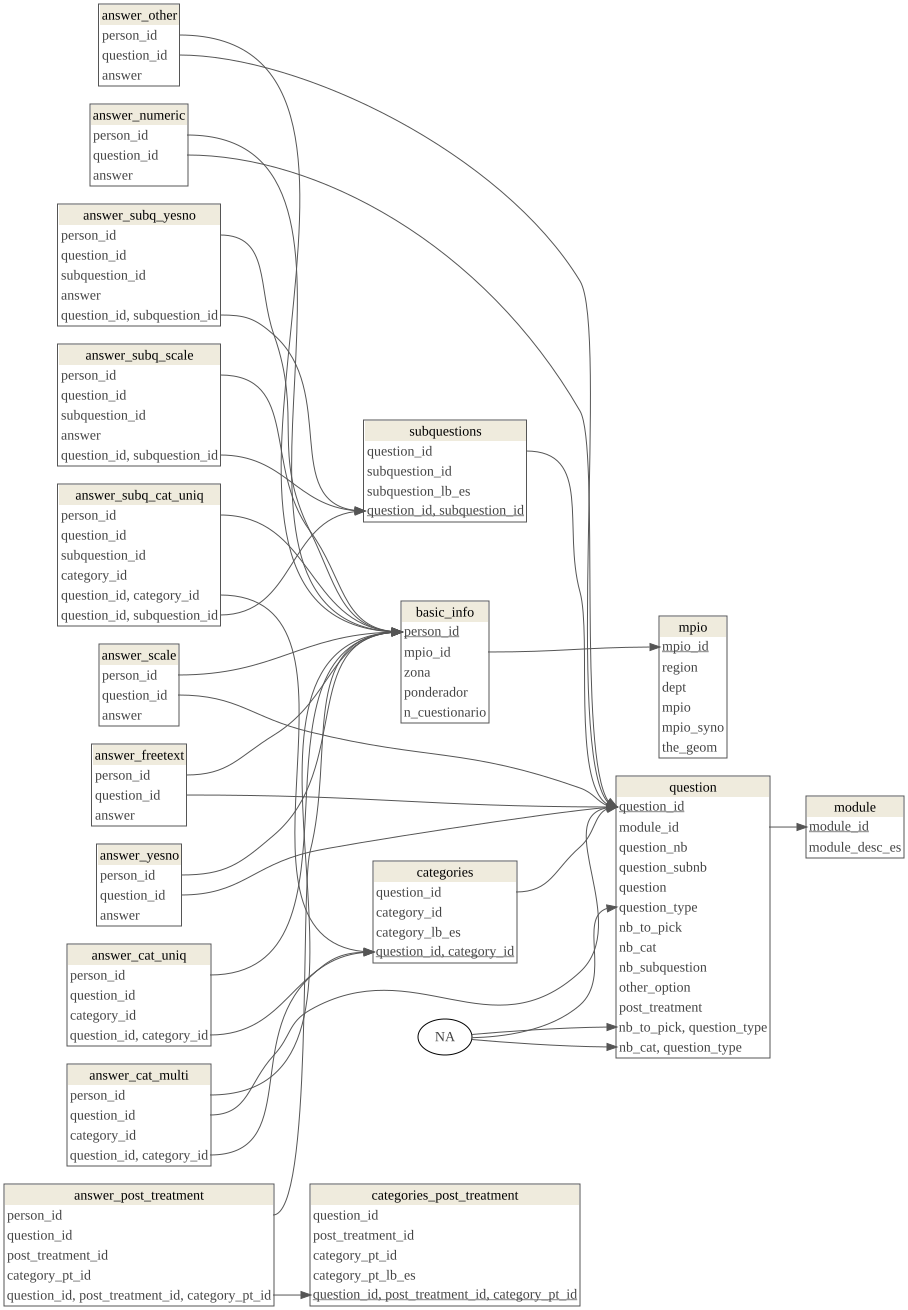 answer_other
person_id
question_id
answer
answer_numeric
person_id
question_id
answer
answer_subq_yesno
person_id
question_id
subquestion_id
answer
question_id, subquestion_id
answer_subq_scale
person_id
question_id
subquestion_id
answer
question_id, subquestion_id
answer_subq_cat_uniq
person_id
question_id
subquestion_id
category_id
question_id, category_id
question_id, subquestion_id
answer_scale
person_id
question_id
answer
answer_freetext
person_id
question_id
answer
answer_yesno
person_id
question_id
answer
answer_cat_uniq
person_id
question_id
category_id
question_id, category_id
answer_cat_multi
person_id
question_id
category_id
question_id, category_id
answer_post_treatment
person_id
question_id
post_treatment_id
category_pt_id
question_id, post_treatment_id, category_pt_id
subquestions
question_id
subquestion_id
subquestion_lb_es
question_id, subquestion_id
basic_info
person_id
mpio_id
zona
ponderador
n_cuestionario
categories
question_id
category_id
category_lb_es
question_id, category_id
NA
categories_post_treatment
question_id
post_treatment_id
category_pt_id
category_pt_lb_es
question_id, post_treatment_id, category_pt_id
mpio
mpio_id
region
dept
mpio
mpio_syno
the_geom
question
question_id
module_id
question_nb
question_subnb
question
question_type
nb_to_pick
nb_cat
nb_subquestion
other_option
post_treatment
nb_to_pick, question_type
nb_cat, question_type
module
module_id
module_desc_es